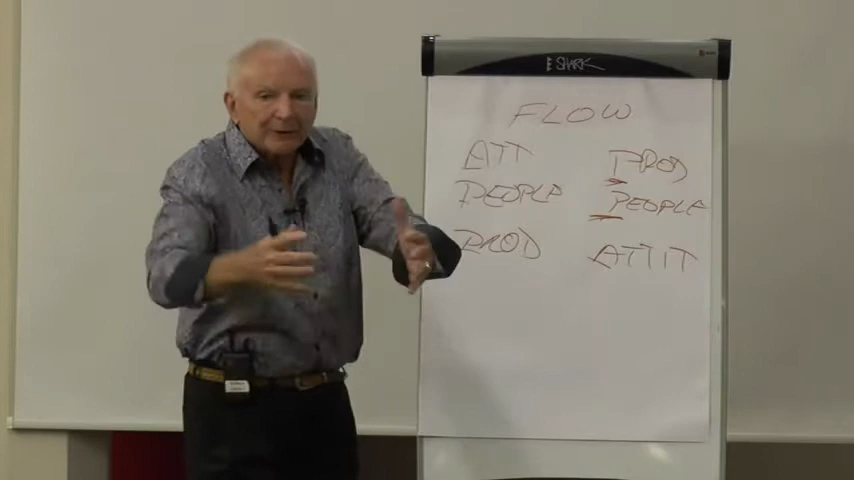 SHARK
FLOW
ATT PROD
PEOPLE PEOPLE
PROD ATTIT